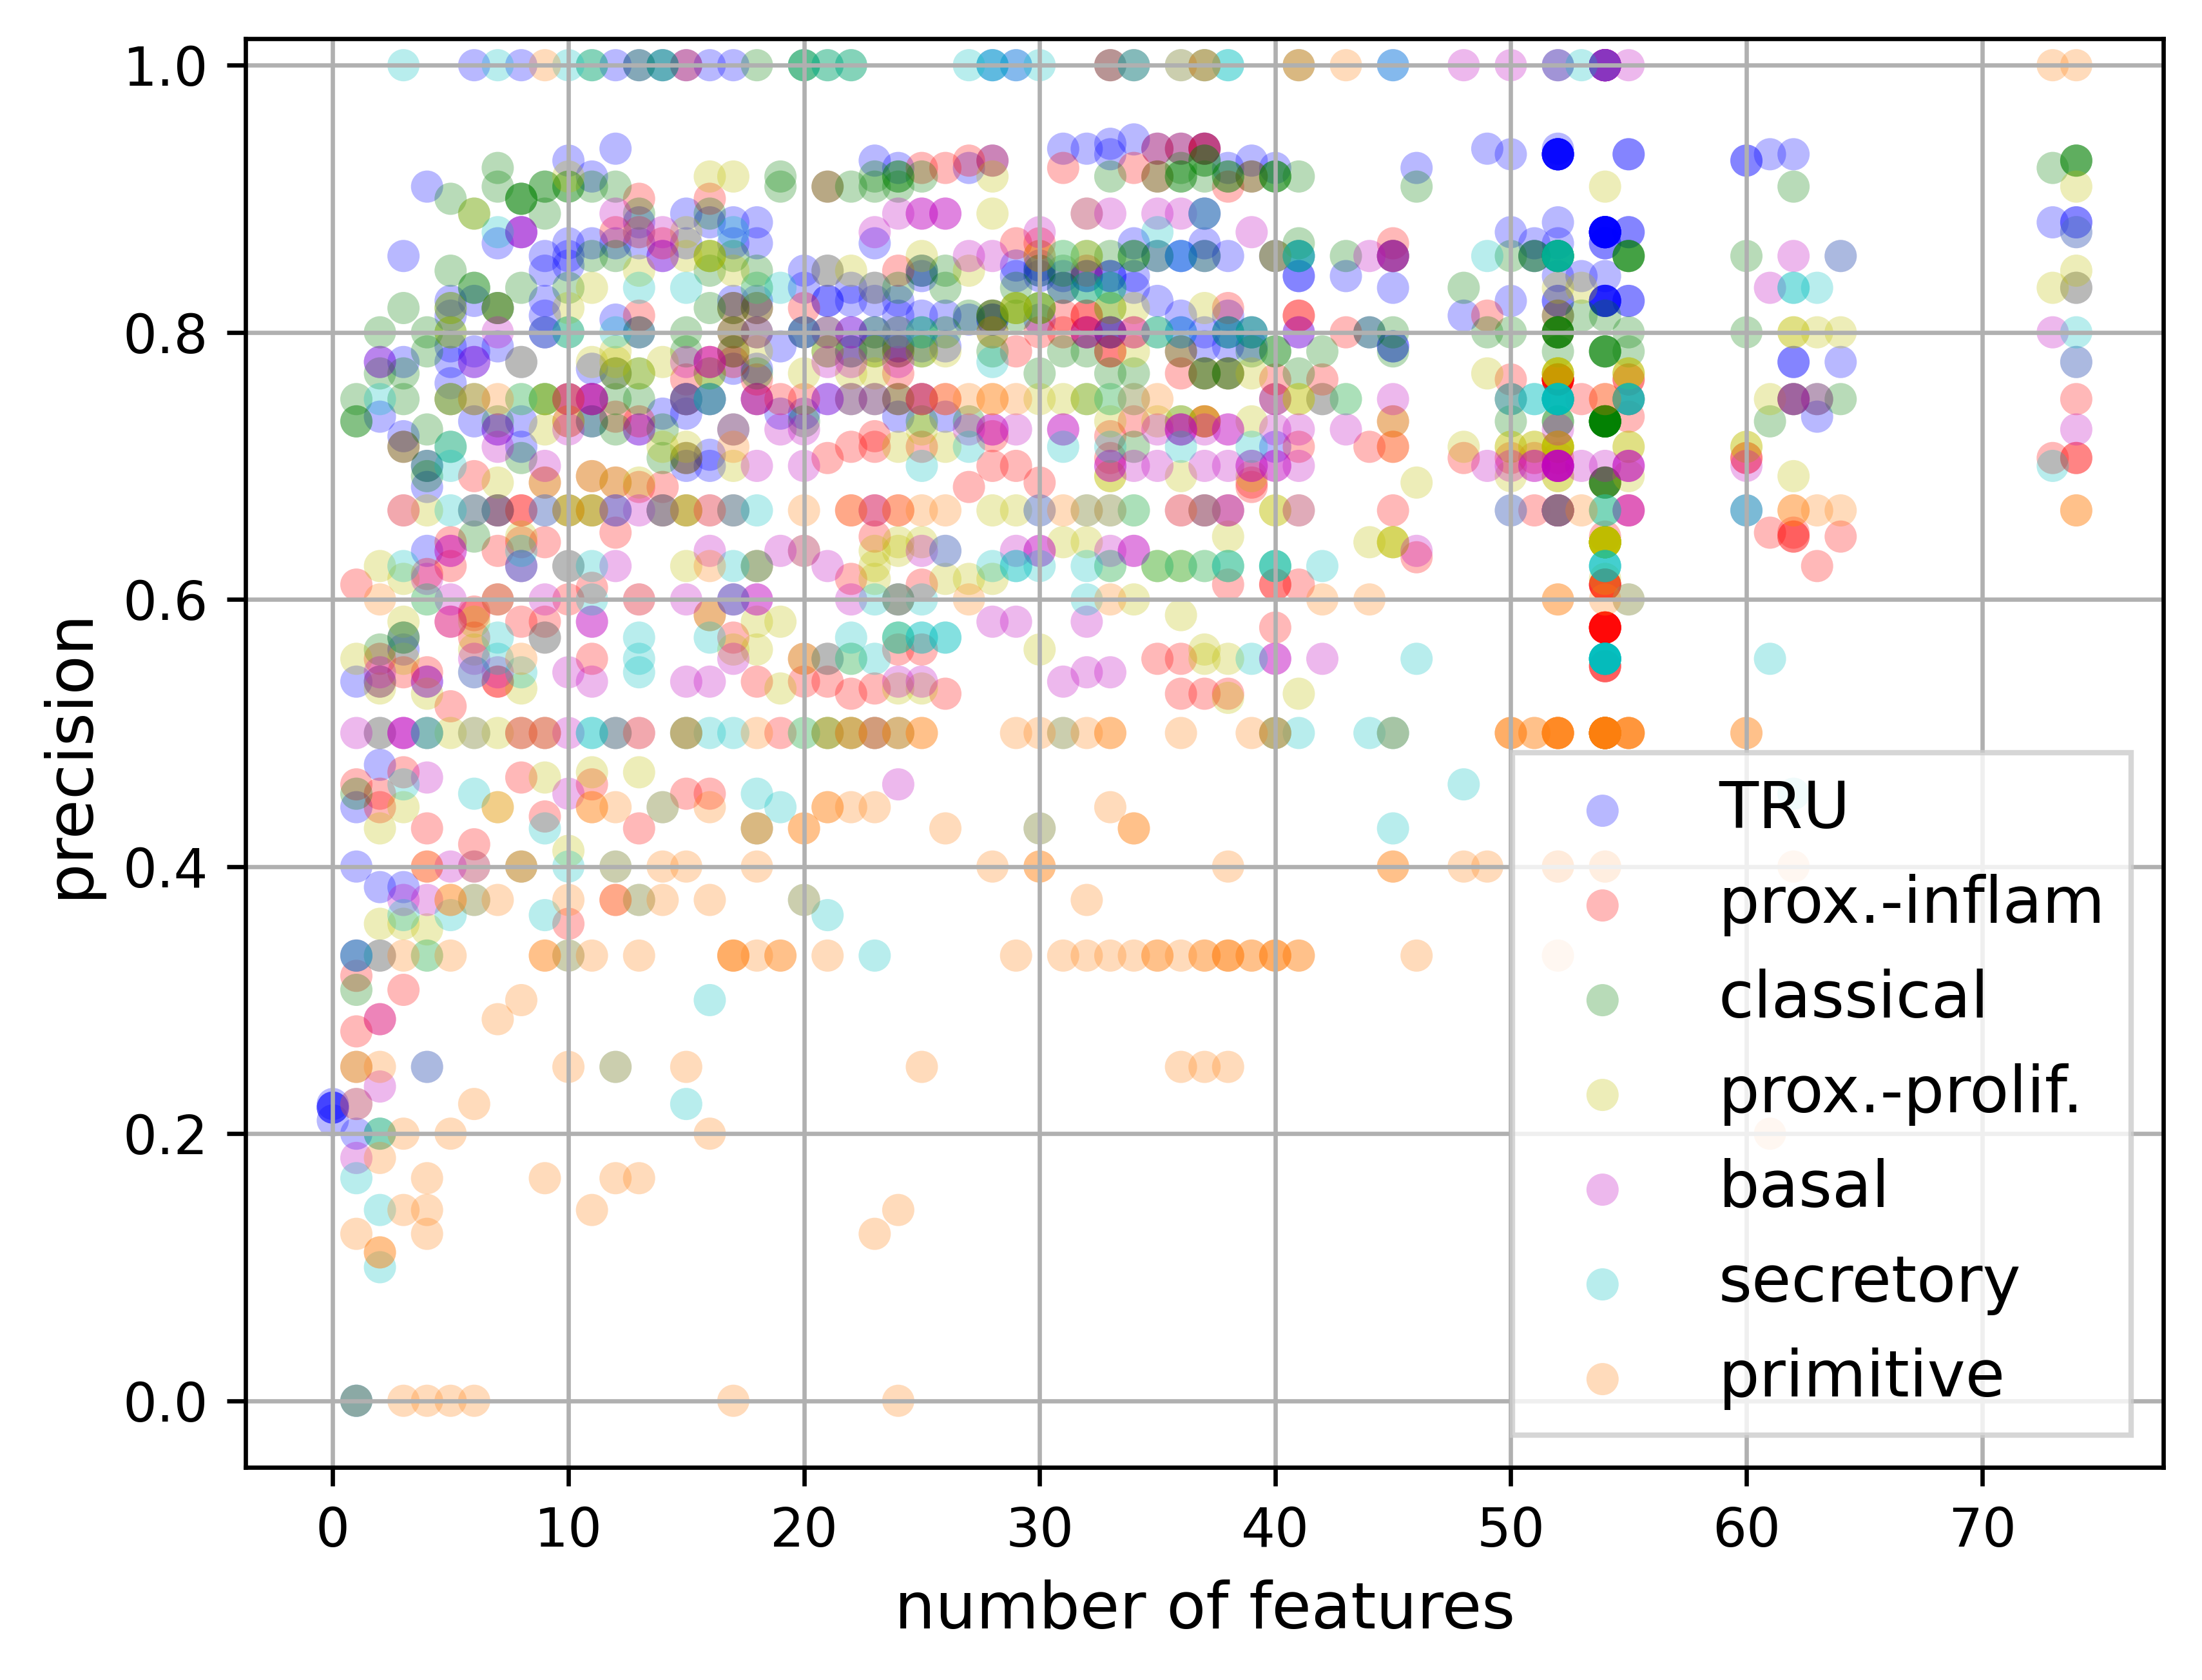 1.0
0.8
0.6
0.4
0.2
0.0
precision
0 10 20 30 40 50 60 70
number of features
TRU
prox.-inflam
classical
prox.-prolif.
basal
secretory
primitive